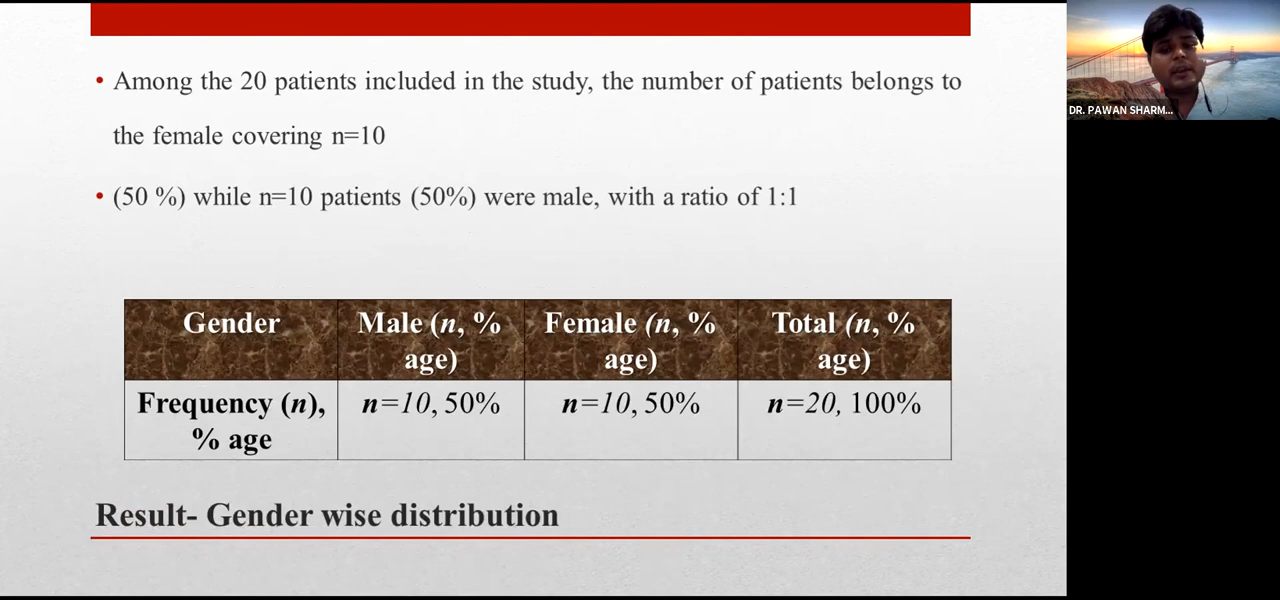 • Among the 20 patients included in the study, the number of patients belongs to
the female covering n=10
• (50 %) while n=10 patients (50%) were male, with a ratio of 1:1
Gender Male (n, % age) Female (n, % age) Total (n, % age)
Frequency (n), % age n=10, 50% n=10, 50% n=20, 100%
Result- Gender wise distribution
DR. PAWAN SHARM...